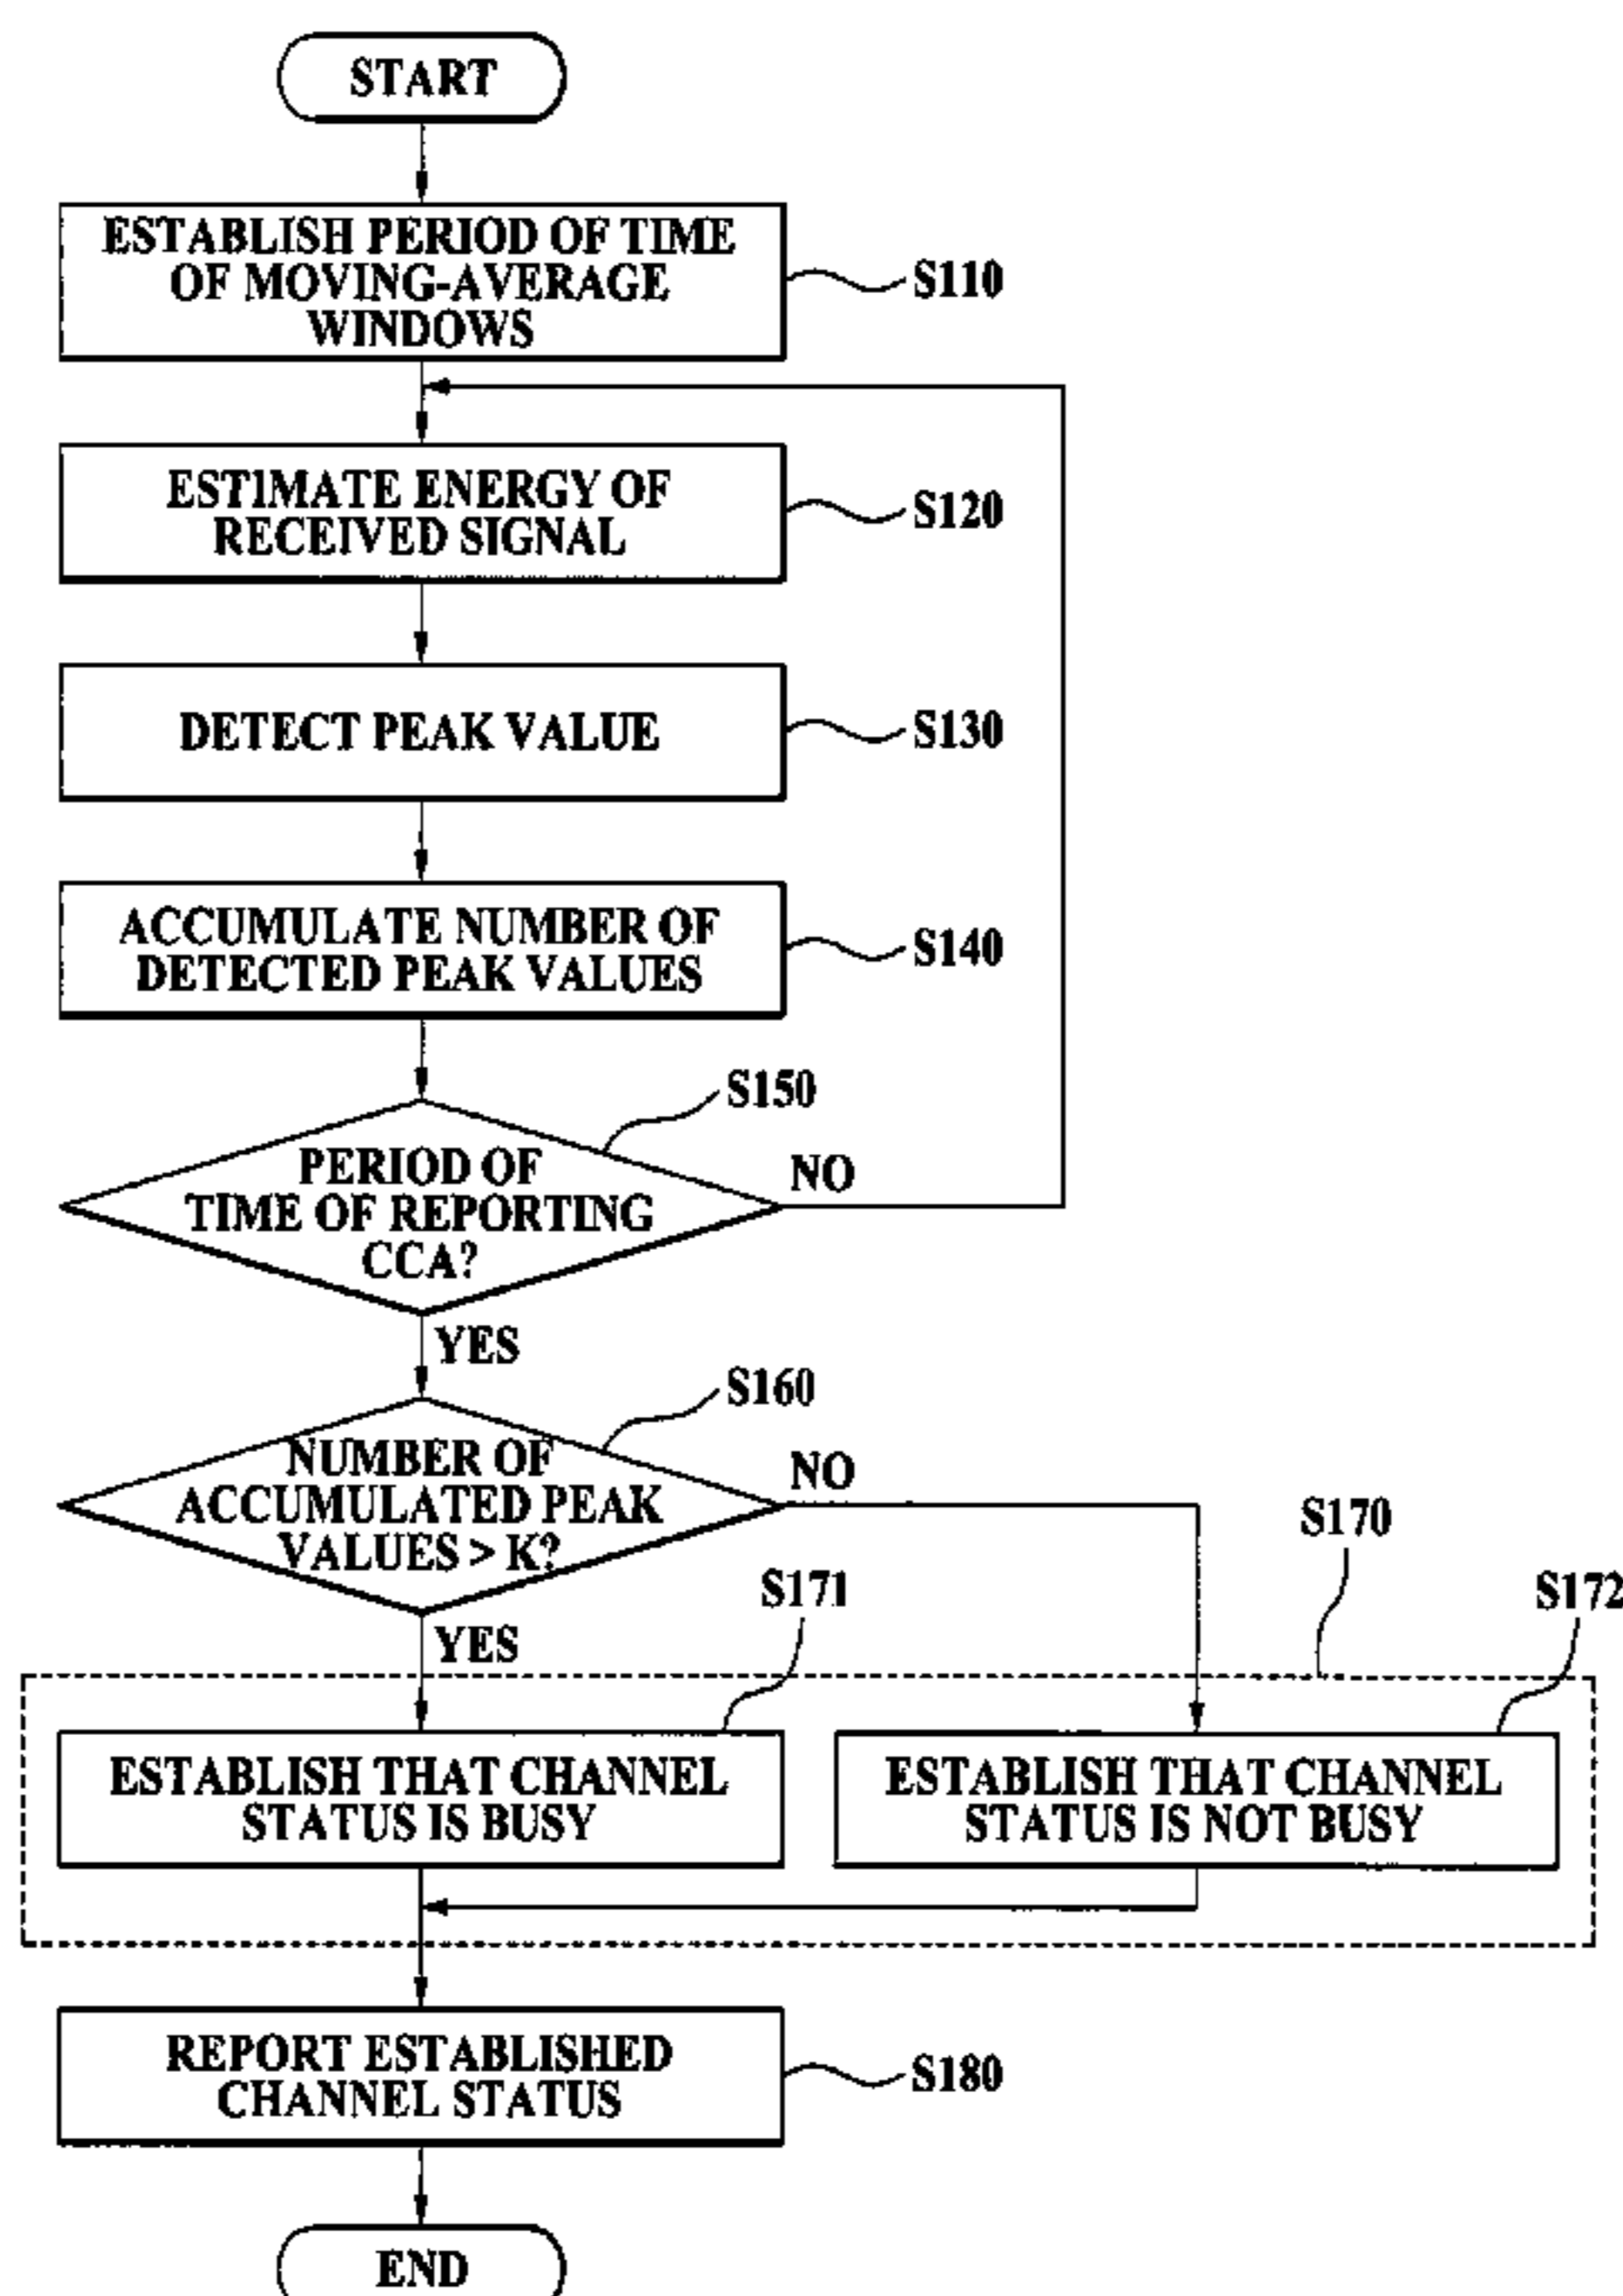 START
ESTABLISH PERIOD OF TIME
OF MOVING-AVERAGE
WINDOWS
S110
ESTIMATE ENERGY OF
RECEIVED SIGNAL
S120
DETECT PEAK VALUE
S130
ACCUMULATE NUMBER OF
DETECTED PEAK VALUES
S140
S150
PERIOD OF
TIME OF REPORTING
CCA?
NO
YES
S160
NUMBER OF
ACCUMULATED PEAK
VALUES > K?
NO
YES
S170
S171
S172
ESTABLISH THAT CHANNEL
STATUS IS BUSY
ESTABLISH THAT CHANNEL
STATUS IS NOT BUSY
REPORT ESTABLISHED
CHANNEL STATUS
S180
END